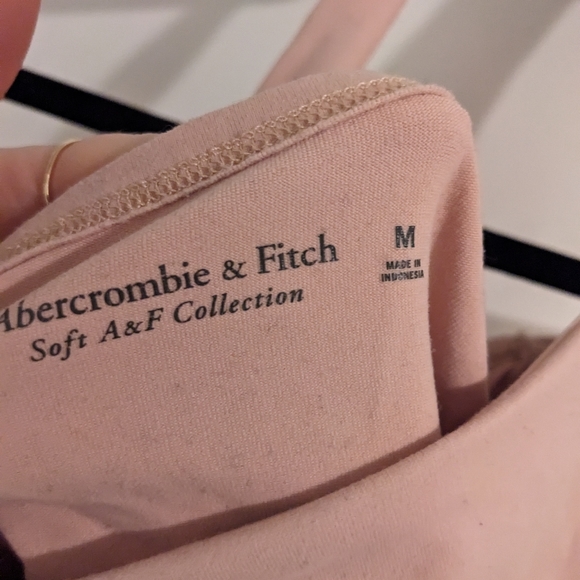 Abercrombie & Fitch
Soft A&F Collection
M
MADE IN
INDONESIA